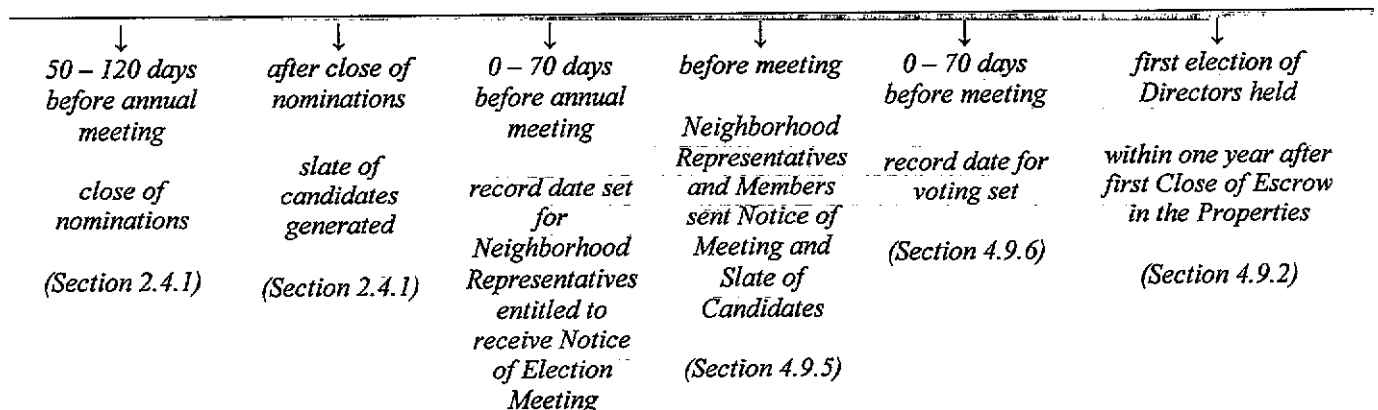 50 – 120 days
before annual
meeting
close of
nominations
(Section 2.4.1)
after close of
nominations
slate of
candidates
generated
(Section 2.4.1)
0 – 70 days
before annual
meeting
record date set
for
Neighborhood
Representatives
entitled to
receive Notice
of Election
Meeting
before meeting
Neighborhood
Representatives
and Members
sent Notice of
Meeting and
Slate of
Candidates
(Section 4.9.5)
0 – 70 days
before meeting
record date for
voting set
(Section 4.9.6)
first election of
Directors held
within one year after
first Close of Escrow
in the Properties
(Section 4.9.2)